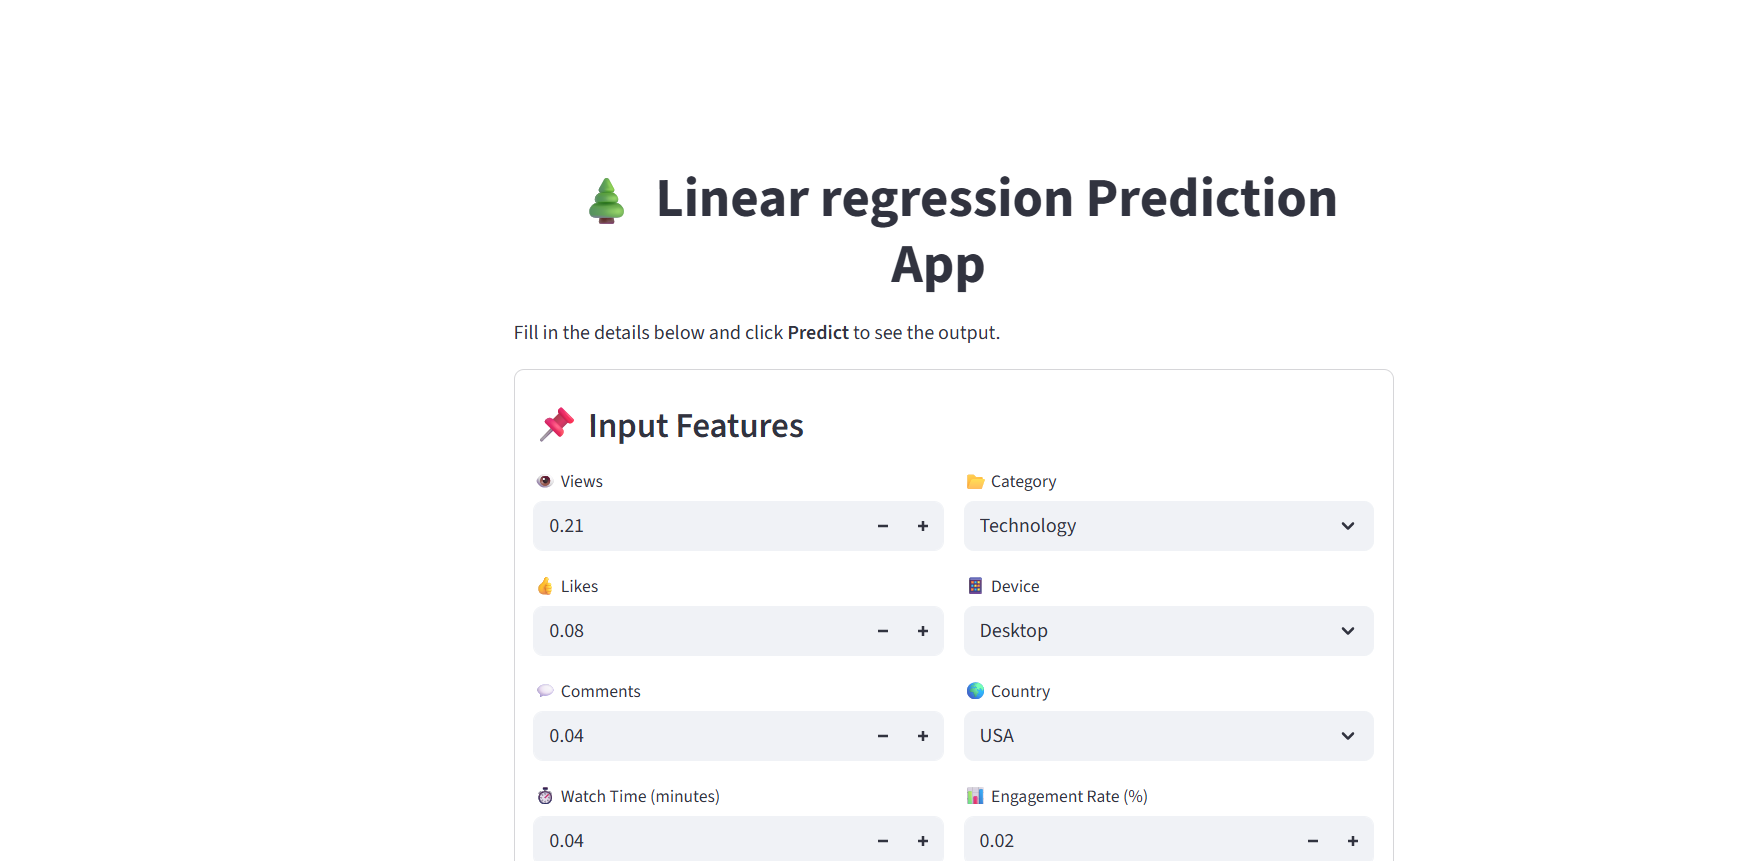 Linear regression Prediction
App
Fill in the details below and click Predict to see the output.
Input Features
Views
Category
0.21
Technology
Likes
Device
0.08
Desktop
Comments
Country
0.04
USA
Watch Time (minutes)
Engagement Rate (%)
0.04
0.02